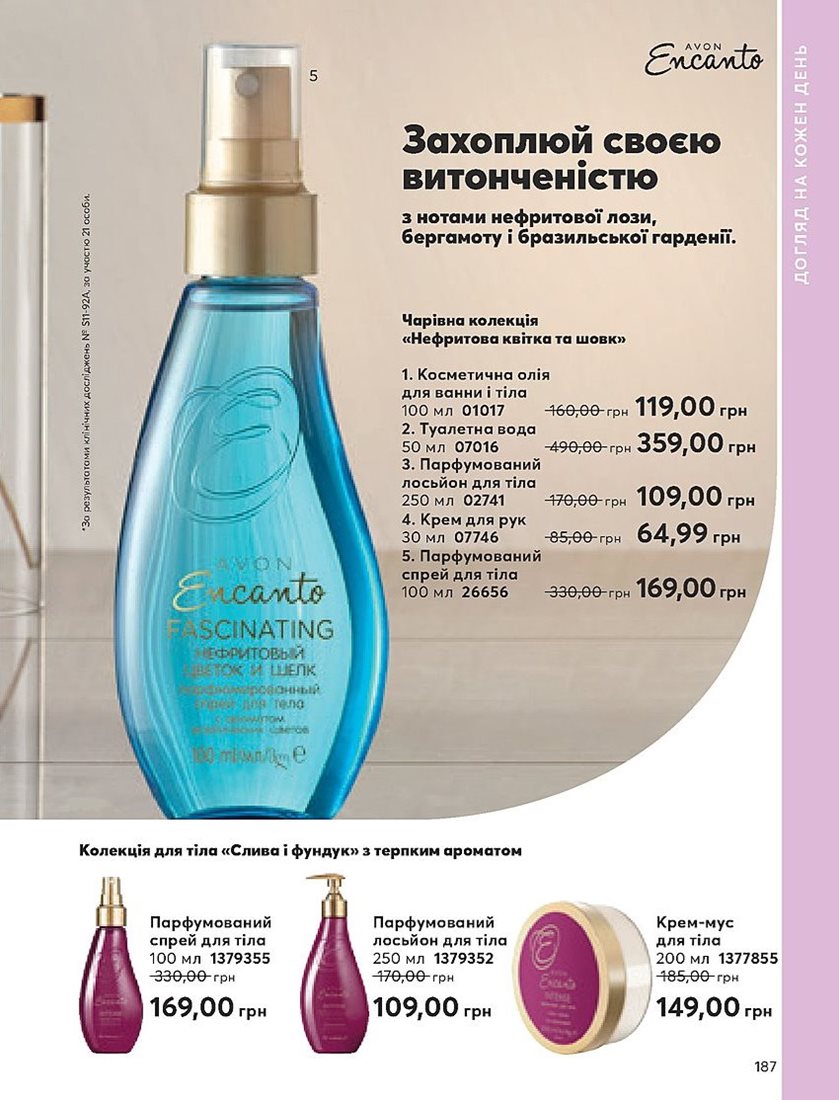 AVON
Encanto
ДОГЛЯД НА КОЖЕН ДЕНЬ
5
Захоплюй своєю
витонченістю
з нотами нефритової лози,
бергамоту і бразильської гарденії.
*За результатами клінічних досліджень № S11-92A, за участю 21 особи.
Чарівна колекція
«Нефритова квітка та шовк»
1. Косметична олія
для ванни і тіла
100 мл 01017 160,00 грн 119,00 грн
2. Туалетна вода
50 мл 07016 490,00 грн 359,00 грн
3. Парфумований
лосьйон для тіла
250 мл 02741 170,00 грн 109,00 грн
4. Крем для рук
30 мл 07746 85,00 грн 64,99 грн
5. Парфумований
спрей для тіла
100 мл 26656 330,00 грн 169,00 грн
AVON
Encanto
FASCINATING
НЕФРИТОВЫЙ
ЦВЕТОК И ШЕЛК
парфюмированный
спрей для тела
с ароматом
цветов
100 ml/мл/ e
Колекція для тіла «Слива і фундук» з терпким ароматом
Парфумований
спрей для тіла
100 мл 1379355
330,00 грн
169,00 грн
Encanto
Парфумований
лосьйон для тіла
250 мл 1379352
170,00 грн
109,00 грн
Encanto
Крем-мус
для тіла
200 мл 1377855
185,00 грн
149,00 грн
AVON
Encanto
INTENSE
187